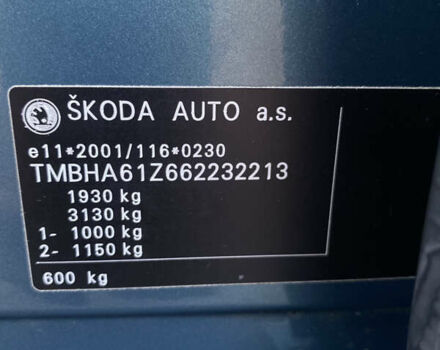 ŠKODA AUTO a.s.
e11*2001/116*0230
TMBHA61Z662232213
1930 kg
3130 kg
1- 1000 kg
2- 1150 kg
600 kg